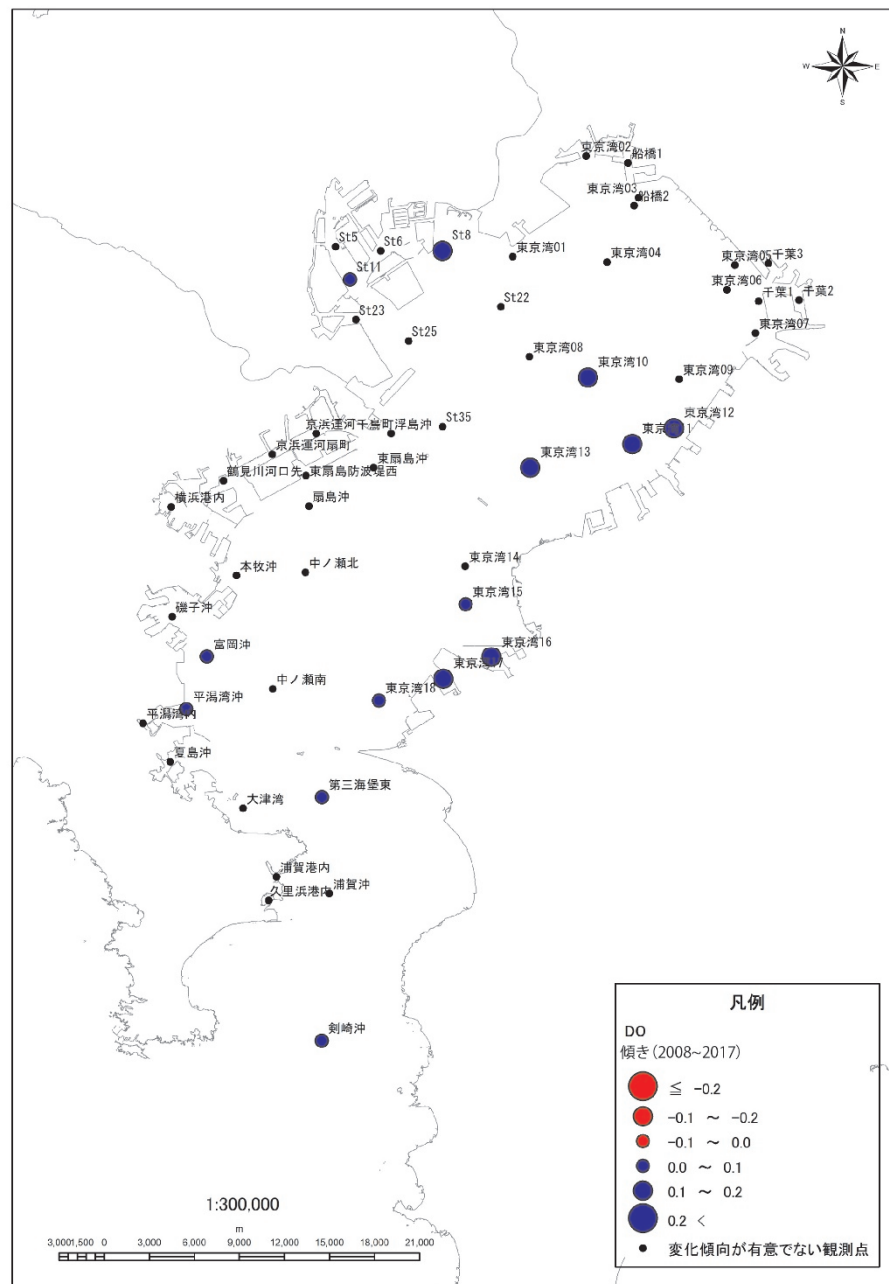 N
W E
S
東京湾02
船橋1
東京湾03
船橋2
St5
St6
St8
東京湾01
東京湾04
東京湾05
千葉3
St11
東京湾06
千葉1
千葉2
St22
St23
東京湾07
St25
東京湾08
東京湾10
東京湾09
東京湾12
St35
京浜運河千鳥町
浮島沖
東京湾11
京浜運河扇町
東京湾13
東扇島沖
鶴見川河口先
東扇島防波堤西
横浜港内
扇島沖
本牧沖
中ノ瀬北
東京湾14
東京湾15
磯子沖
富岡沖
東京湾16
東京湾17
中ノ瀬南
東京湾18
平潟湾沖
平潟湾内
夏島沖
第三海堡東
大津湾
浦賀港内
浦賀沖
久里浜港内
剣崎沖
凡例
DO
傾き(2008~2017)
≦ -0.2
-0.1 ~ -0.2
-0.1 ~ 0.0
0.0 ~ 0.1
0.1 ~ 0.2
0.2 <
変化傾向が有意でない観測点
1:300,000
m
3,000 1,500 0 3,000 6,000 9,000 12,000 15,000 18,000 21,000